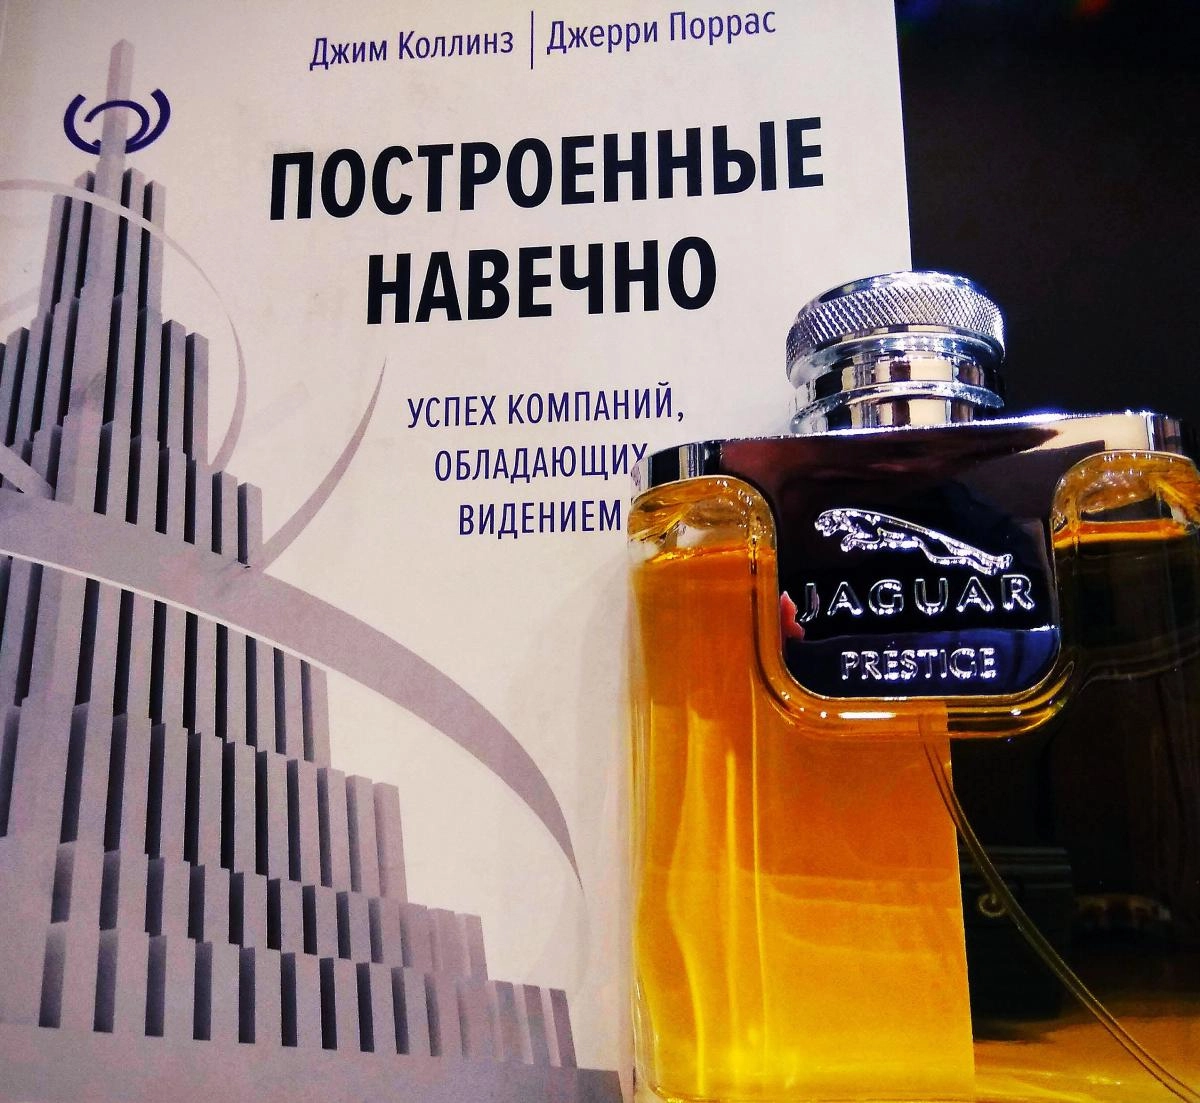 Джим Коллинз | Джерри Поррас
ПОСТРОЕННЫЕ
НАВЕЧНО
УСПЕХ КОМПАНИЙ,
ОБЛАДАЮЩИХ
ВИДЕНИЕМ
JAGUAR
PRESTIGE